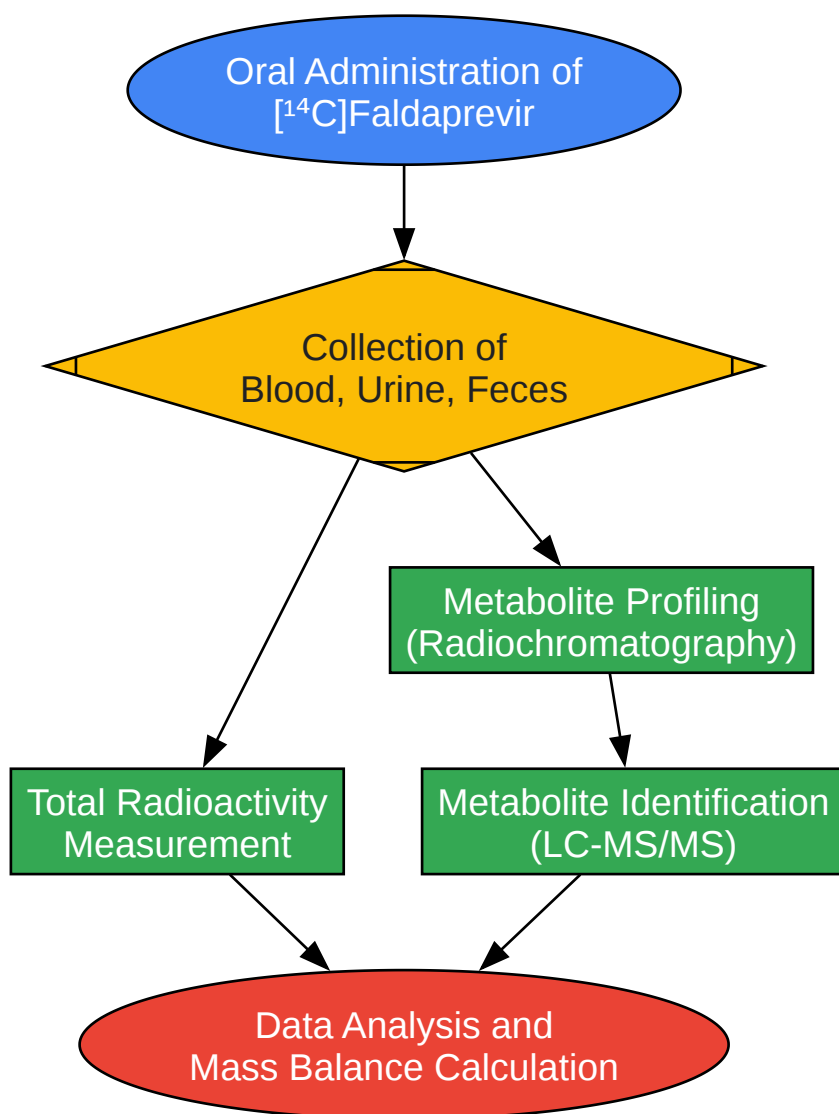 Oral Administration of
[¹⁴C]Faldaprevir
Collection of
Blood, Urine, Feces
Metabolite Profiling
(Radiochromatography)
Total Radioactivity
Measurement
Metabolite Identification
(LC-MS/MS)
Data Analysis and
Mass Balance Calculation